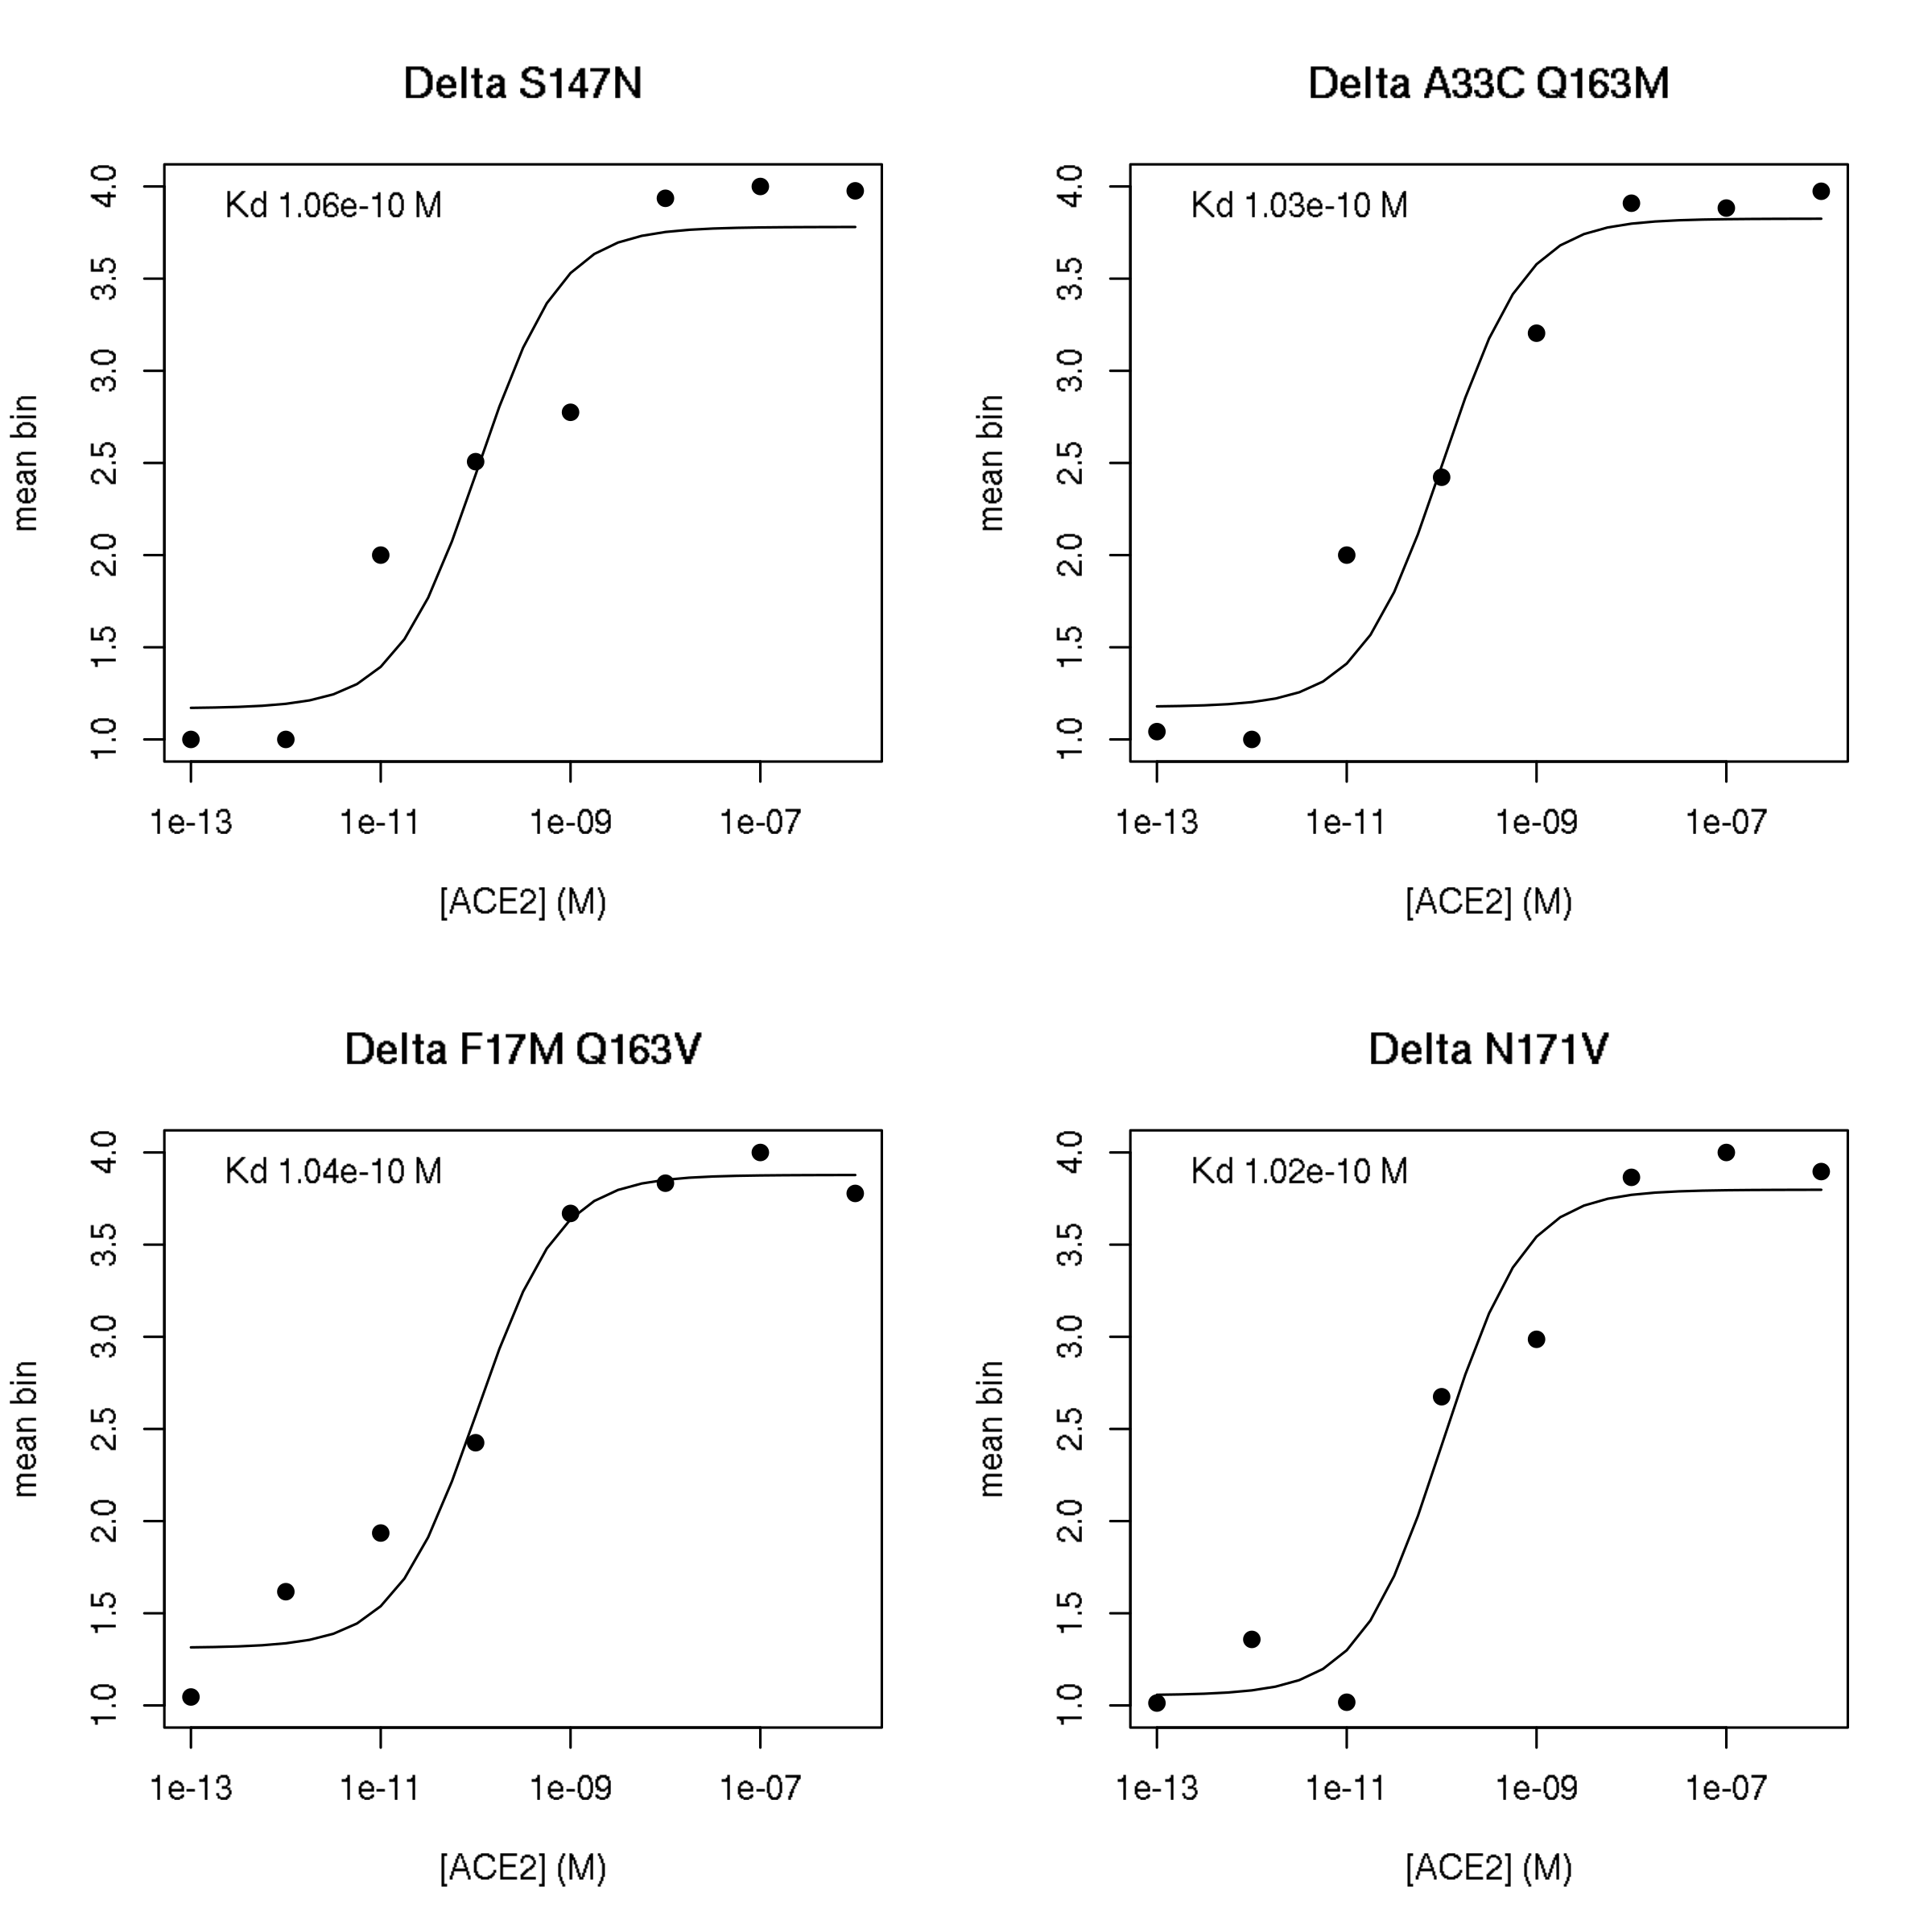 Delta S147N
Kd 1.06e-10 M
mean bin
4.0
3.5
3.0
2.5
2.0
1.5
1.0
1e-13 1e-11 1e-09 1e-07
[ACE2] (M)
Delta A33C Q163M
Kd 1.03e-10 M
mean bin
4.0
3.5
3.0
2.5
2.0
1.5
1.0
1e-13 1e-11 1e-09 1e-07
[ACE2] (M)
Delta F17M Q163V
Kd 1.04e-10 M
mean bin
4.0
3.5
3.0
2.5
2.0
1.5
1.0
1e-13 1e-11 1e-09 1e-07
[ACE2] (M)
Delta N171V
Kd 1.02e-10 M
mean bin
4.0
3.5
3.0
2.5
2.0
1.5
1.0
1e-13 1e-11 1e-09 1e-07
[ACE2] (M)